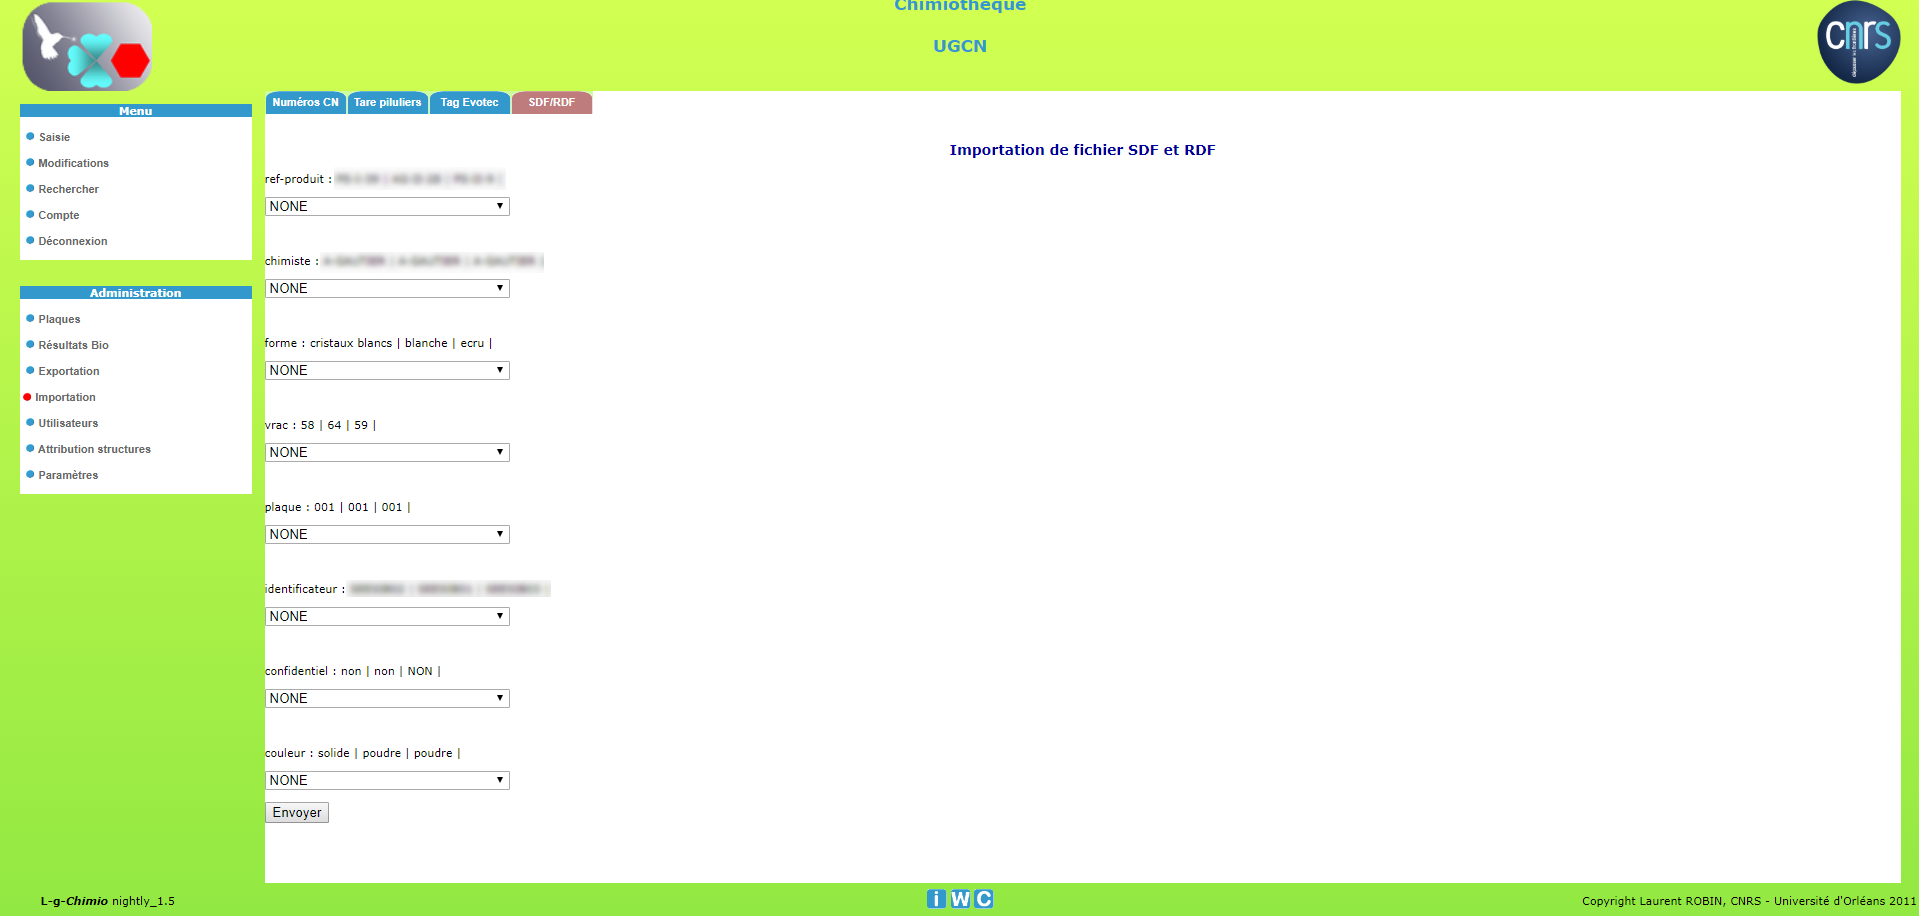 Chimiothèque
UGCN
cnrs
dépasser les frontières
Menu
Saisie
Modifications
Rechercher
Compte
Déconnexion
Administration
Plaques
Résultats Bio
Exportation
Importation
Utilisateurs
Attribution structures
Paramètres
Numéros CN
Tare piluliers
Tag Evotec
SDF/RDF
Importation de fichier SDF et RDF
ref-produit :
NONE
chimiste :
NONE
forme : cristaux blancs | blanche | ecru |
NONE
vrac : 58 | 64 | 59 |
NONE
plaque : 001 | 001 | 001 |
NONE
identificateur :
NONE
confidentiel : non | non | NON |
NONE
couleur : solide | poudre | poudre |
NONE
Envoyer
L-g-Chimio nightly_1.5
i W C
Copyright Laurent ROBIN, CNRS - Université d'Orléans 2011